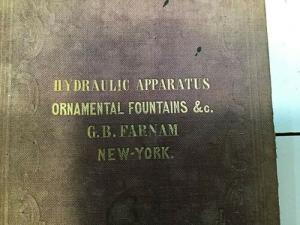 HYDRAULIC APPARATUS
ORNAMENTAL FOUNTAINS &c.
G. B. FARNAM
NEW-YORK.